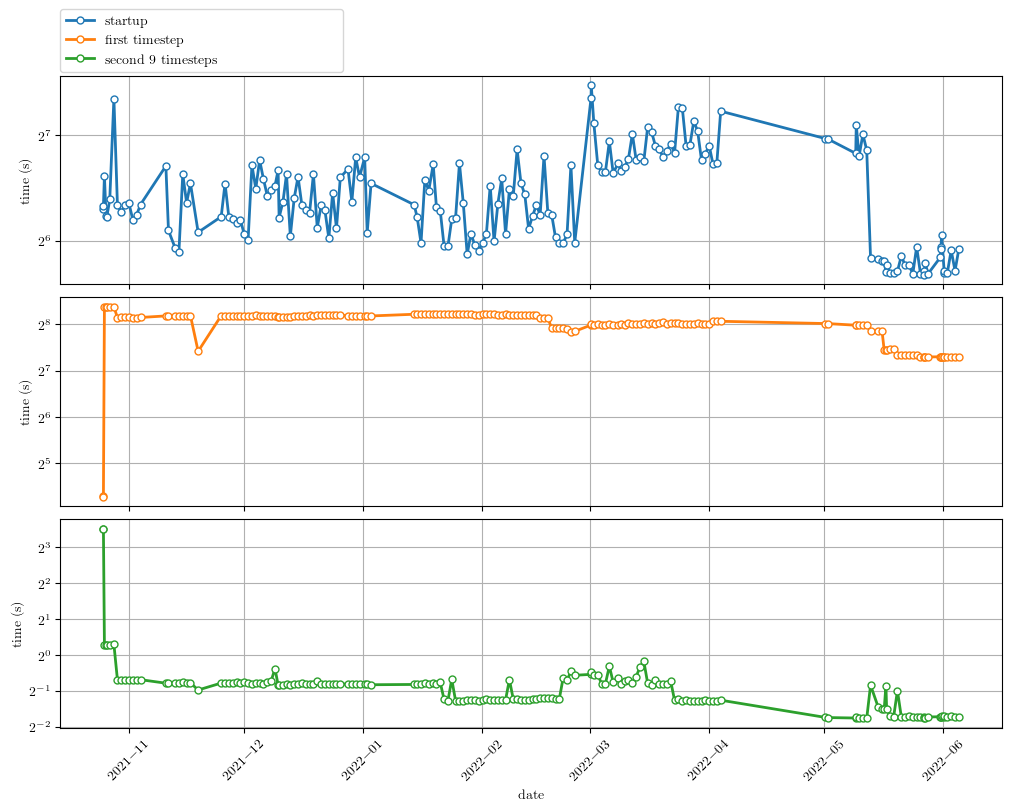 startup
first timestep
second 9 timesteps
2^7
2^6
time (s)
2^8
2^7
2^6
2^5
time (s)
2^3
2^2
2^1
2^0
2^−1
2^−2
time (s)
2021−11
2021−12
2022−01
2022−02
2022−03
2022−04
2022−05
2022−06
date